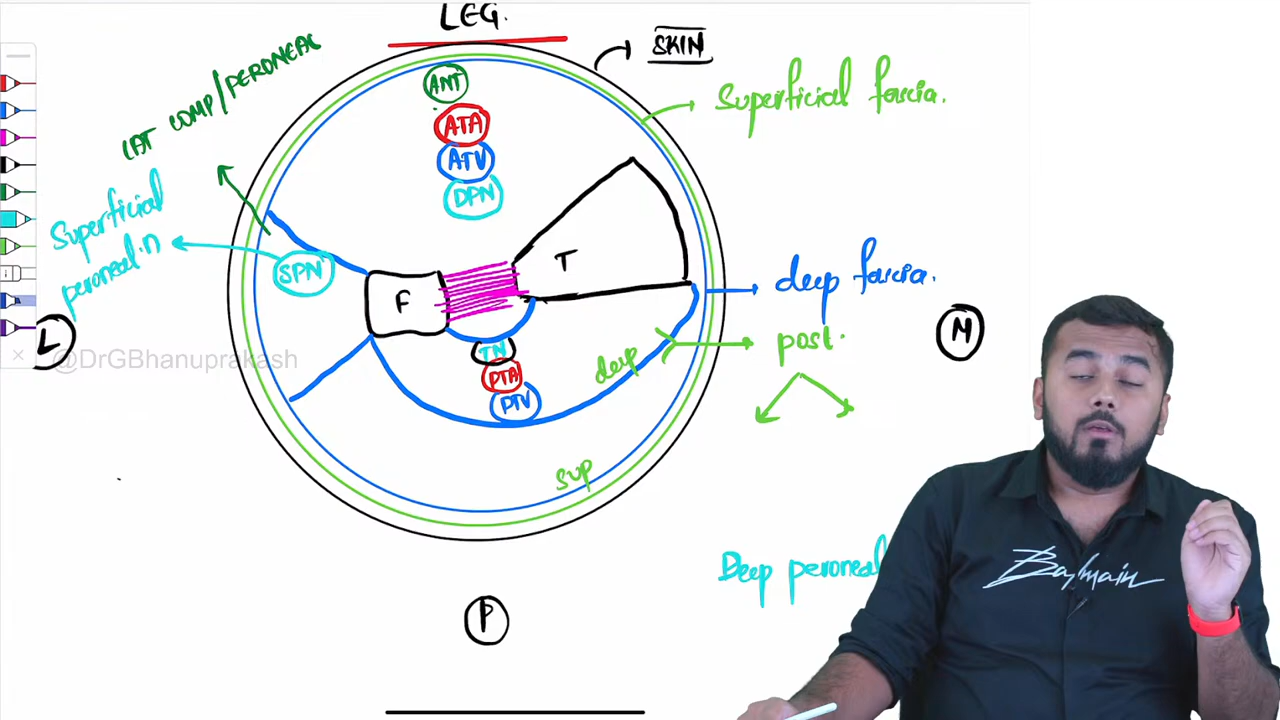 LEG.
SKIN
LAT COMP/PERONEAL
ANT
Superficial fascia.
ATA
ATV
DPN
Superficial
peroneal.n
SPN
T
F
deep fascia.
L
M
@DrGBhanuprakash
TN
PTA
PTV
deep
post.
sup
Deep peroneal
Balmain
P